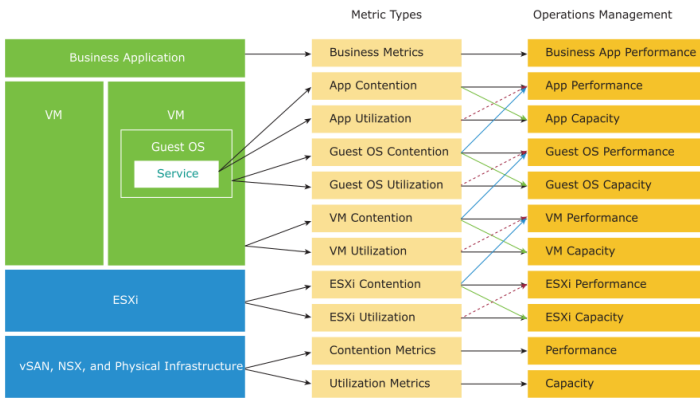 Metric Types
Operations Management
Business Application
Business Metrics
Business App Performance
VM
VM
Guest OS
Service
App Contention
App Performance
App Utilization
App Capacity
Guest OS Contention
Guest OS Performance
Guest OS Utilization
Guest OS Capacity
VM Contention
VM Performance
VM Utilization
VM Capacity
ESXi
ESXi Contention
ESXi Performance
ESXi Utilization
ESXi Capacity
vSAN, NSX, and Physical Infrastructure
Contention Metrics
Performance
Utilization Metrics
Capacity